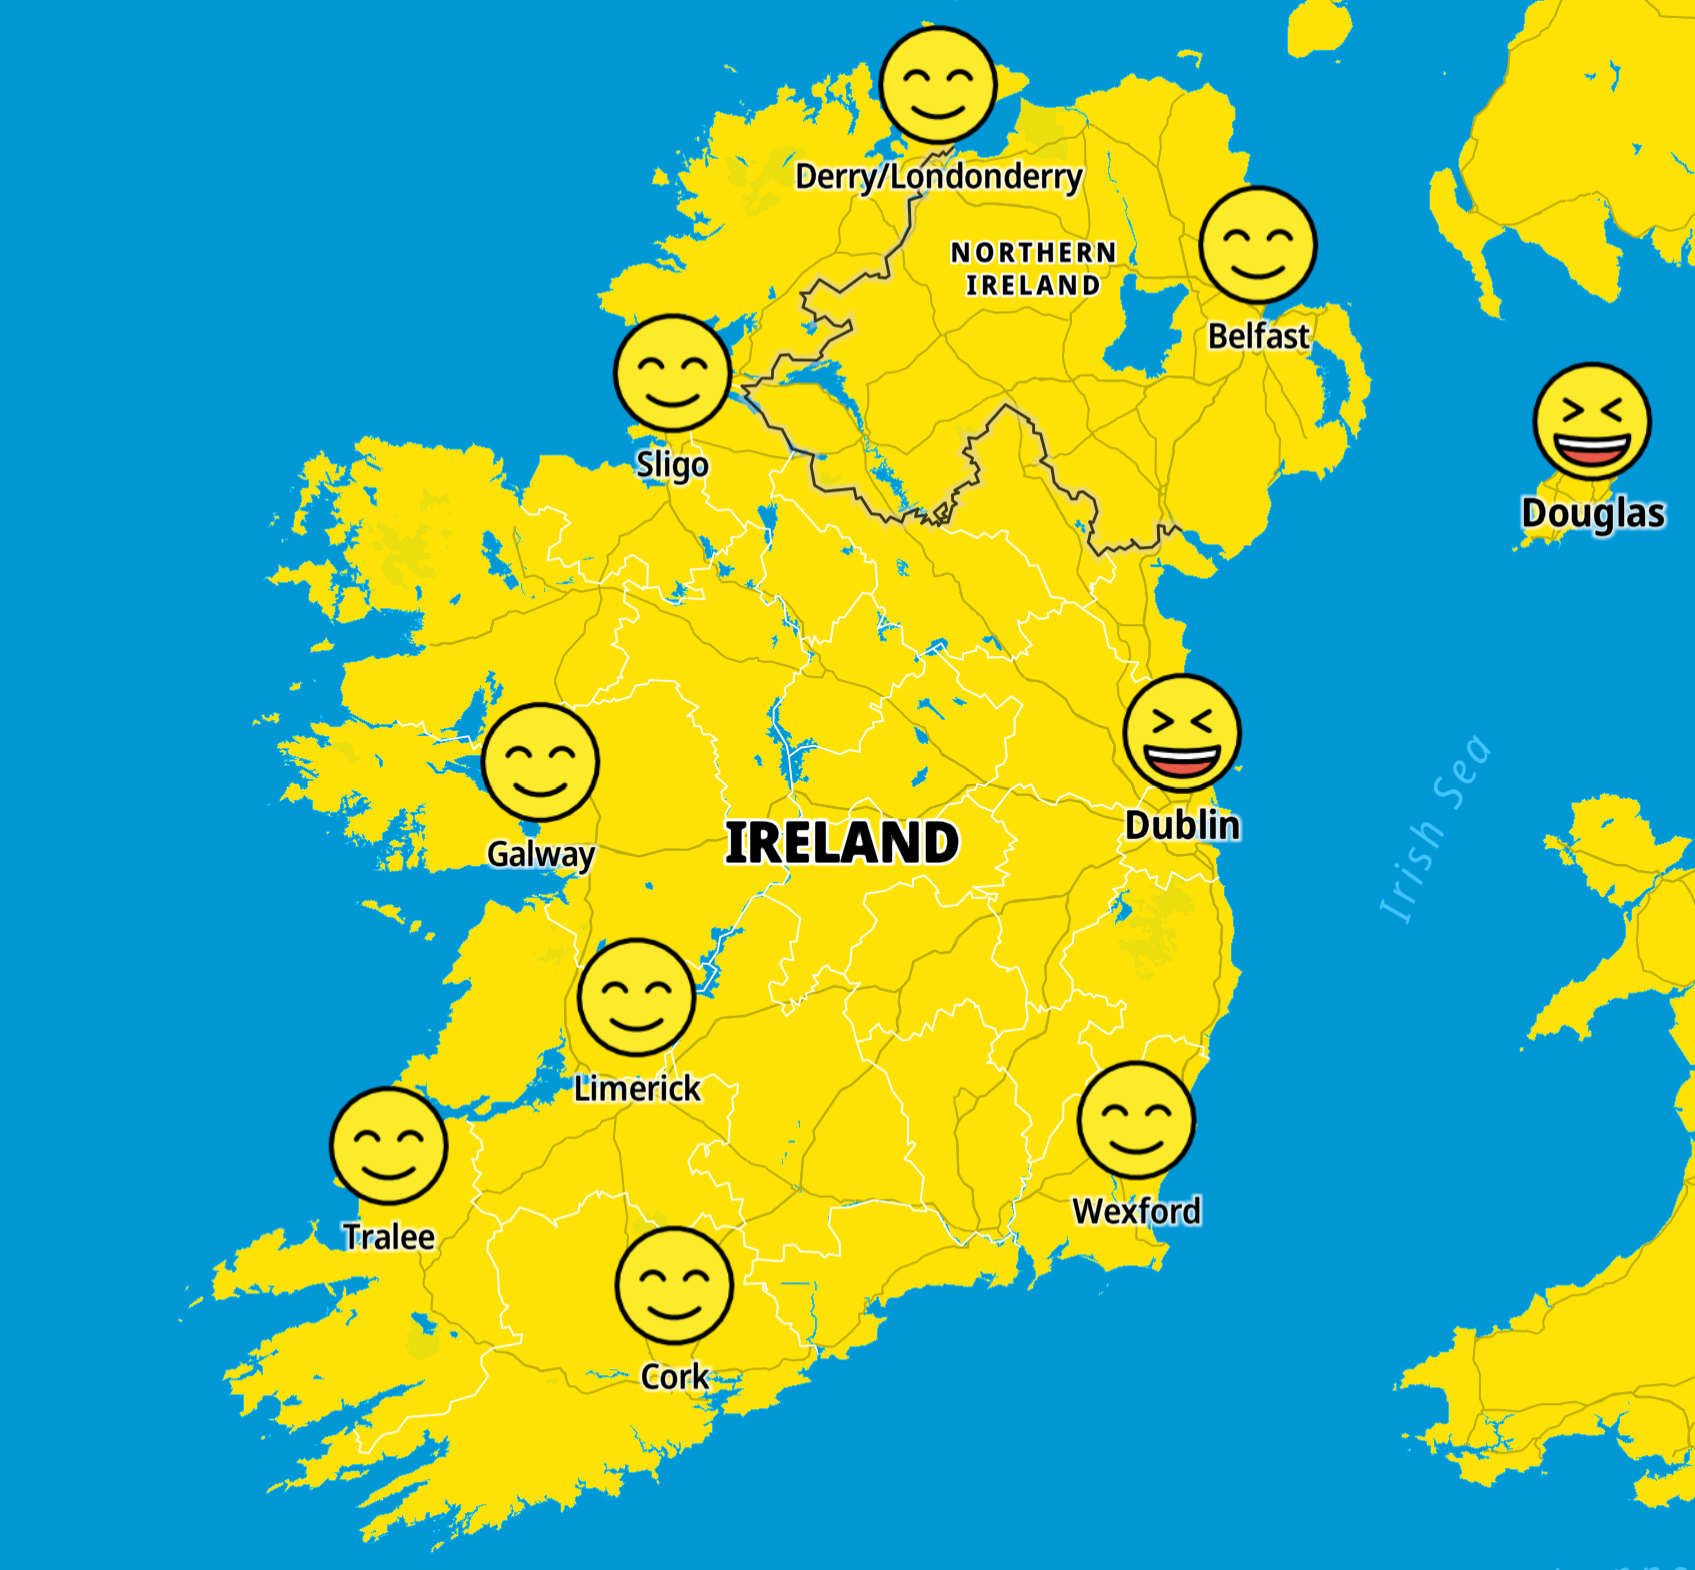 Derry/Londonderry
NORTHERN
IRELAND
Belfast
Sligo
Douglas
Galway
IRELAND
Dublin
Irish Sea
Limerick
Wexford
Tralee
Cork